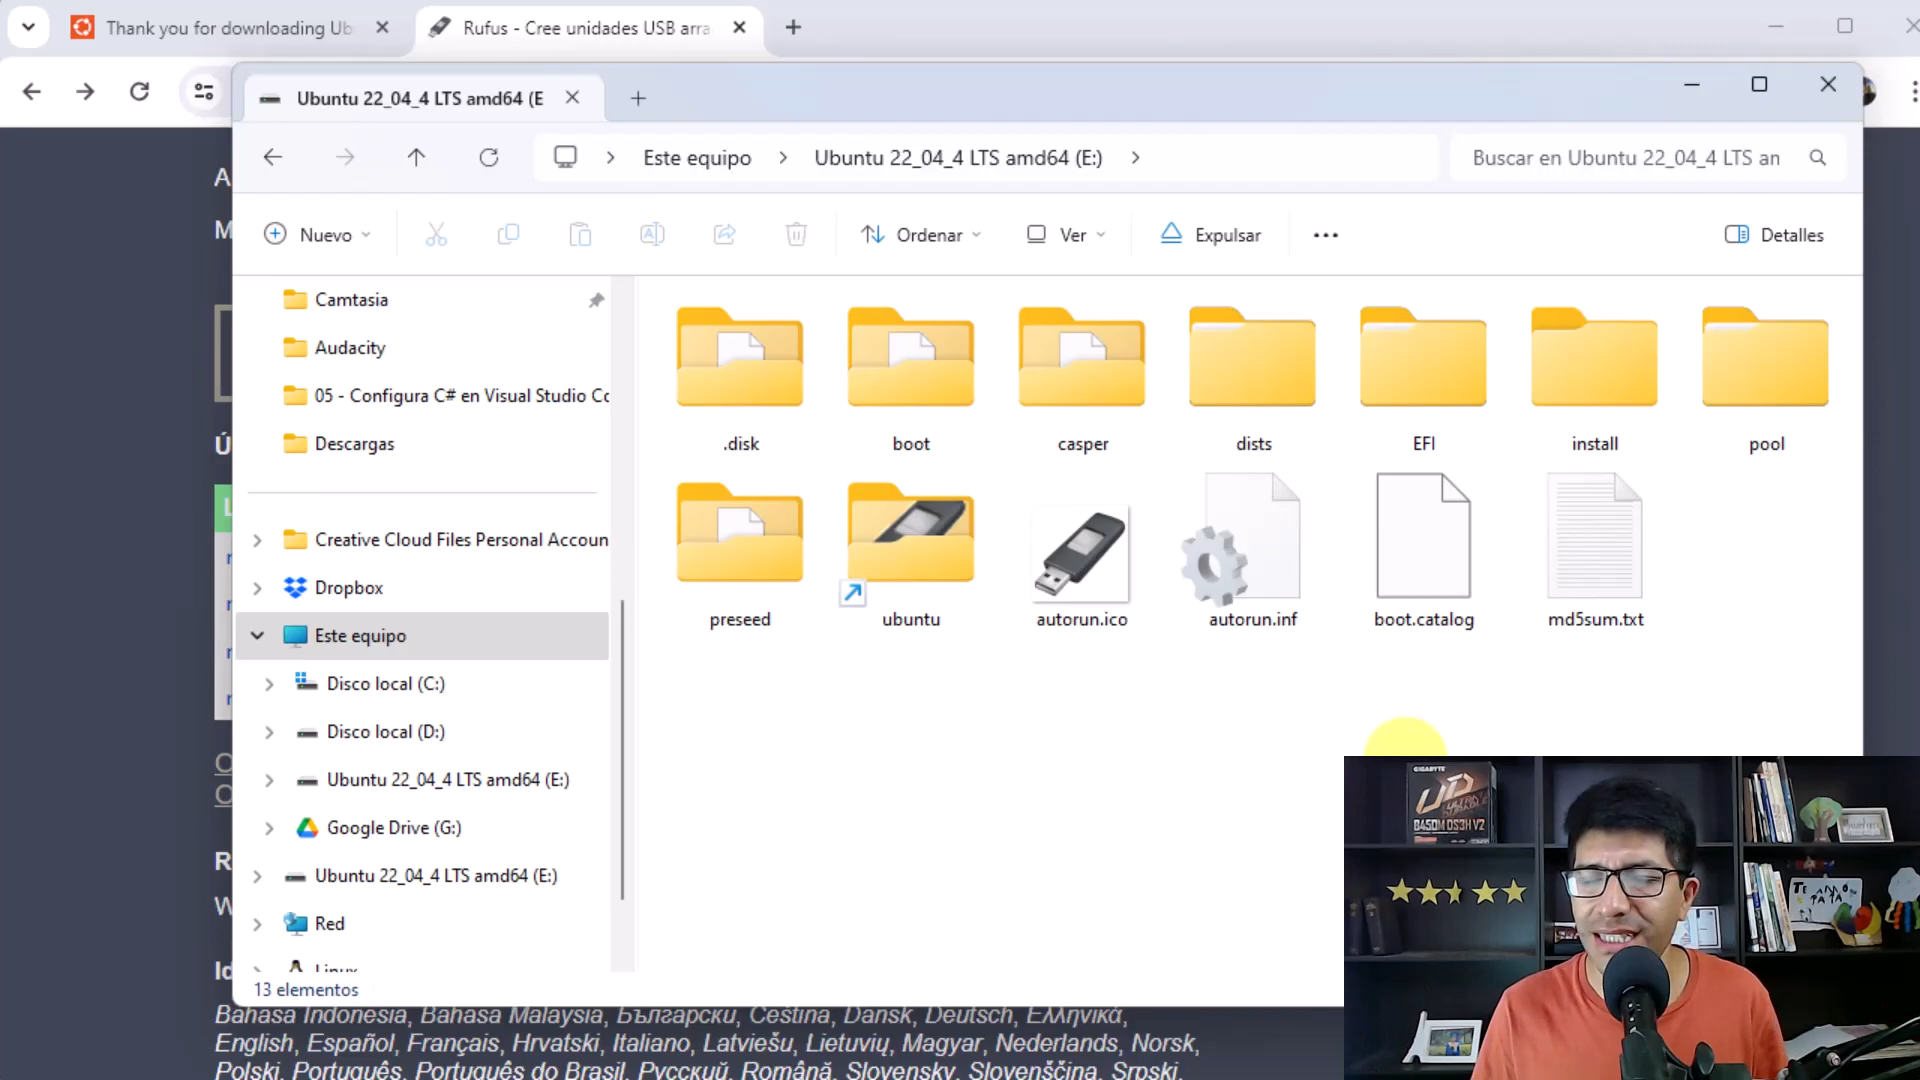 Thank you for downloading Ub
Rufus - Cree unidades USB arra
Ubuntu 22_04_4 LTS amd64 (E
Este equipo
Ubuntu 22_04_4 LTS amd64 (E:)
Buscar en Ubuntu 22_04_4 LTS an
Nuevo
Ordenar
Ver
Expulsar
Detalles
Camtasia
Audacity
05 - Configura C# en Visual Studio Co
Descargas
Creative Cloud Files Personal Accoun
Dropbox
Este equipo
Disco local (C:)
Disco local (D:)
Ubuntu 22_04_4 LTS amd64 (E:)
Google Drive (G:)
Ubuntu 22_04_4 LTS amd64 (E:)
Red
Linux
13 elementos
.disk
boot
casper
dists
EFI
install
pool
preseed
ubuntu
autorun.ico
autorun.inf
boot.catalog
md5sum.txt
A
M
Ú
L
R
W
Id
Bahasa Indonesia, Bahasa Malaysia, Български, Čeština, Dansk, Deutsch, Ελληνικά,
English, Español, Français, Hrvatski, Italiano, Latviešu, Lietuvių, Magyar, Nederlands, Norsk,
Polski, Português, Português do Brasil, Русский, Română, Slovensky, Slovenščina, Srpski,
GIGABYTE
UD
B450M DS3H V2
TE AMO
PAPA